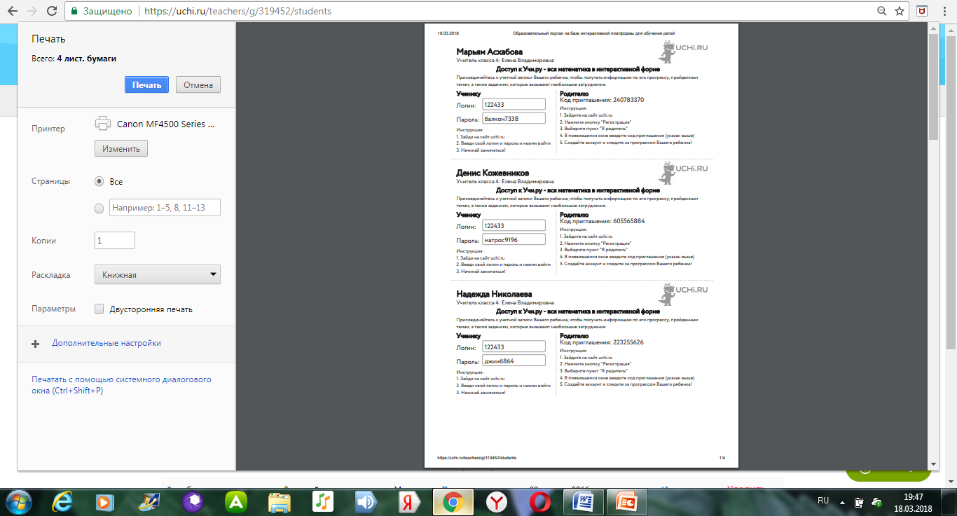 Защищено https://uchi.ru/teachers/g/319452/students
Печать
Всего: 4 лист. бумаги
Печать Отмена
Принтер Canon MF4500 Series ...
Изменить
Страницы Все
Например: 1–5, 8, 11–13
Копии 1
Раскладка Книжная
Параметры Двусторонняя печать
Дополнительные настройки
Печатать с помощью системного диалогового
окна (Ctrl+Shift+P)
18.03.2018 Образовательный портал на базе интерактивной платформы для обучения детей
Марьям Асхабова UCHI.RU
Учитель класса 4: Елена Владимировна
Доступ к Учи.ру - вся математика в интерактивной форме
Присоединяйтесь к учетной записи Вашего ребенка, чтобы получать информацию по его прогрессу, пройденным
темам, а также заданиям, которые вызывают наибольшие затруднения.
Ученику Родителю
Логин: 122433 Код приглашения: 240783370
Пароль: балкон7338
Инструкция:
1. Зайди на сайт uchi.ru
2. Введи свой логин и пароль и нажми войти
3. Начинай заниматься!
Инструкция:
1. Зайдите на сайт uchi.ru
2. Нажмите кнопку "Регистрация"
3. Выберите пункт "Я родитель"
4. В появившемся окне введите код приглашения (указан выше)
5. Создайте аккаунт и следите за прогрессом Вашего ребенка!
Денис Кожевников UCHI.RU
Учитель класса 4: Елена Владимировна
Доступ к Учи.ру - вся математика в интерактивной форме
Присоединяйтесь к учетной записи Вашего ребенка, чтобы получать информацию по его прогрессу, пройденным
темам, а также заданиям, которые вызывают наибольшие затруднения.
Ученику Родителю
Логин: 122433 Код приглашения: 605565884
Пароль: матрос9196
Инструкция:
1. Зайди на сайт uchi.ru
2. Введи свой логин и пароль и нажми войти
3. Начинай заниматься!
Инструкция:
1. Зайдите на сайт uchi.ru
2. Нажмите кнопку "Регистрация"
3. Выберите пункт "Я родитель"
4. В появившемся окне введите код приглашения (указан выше)
5. Создайте аккаунт и следите за прогрессом Вашего ребенка!
Надежда Николаева UCHI.RU
Учитель класса 4: Елена Владимировна
Доступ к Учи.ру - вся математика в интерактивной форме
Присоединяйтесь к учетной записи Вашего ребенка, чтобы получать информацию по его прогрессу, пройденным
темам, а также заданиям, которые вызывают наибольшие затруднения.
Ученику Родителю
Логин: 122433 Код приглашения: 223255626
Пароль: джин6864
Инструкция:
1. Зайди на сайт uchi.ru
2. Введи свой логин и пароль и нажми войти
3. Начинай заниматься!
Инструкция:
1. Зайдите на сайт uchi.ru
2. Нажмите кнопку "Регистрация"
3. Выберите пункт "Я родитель"
4. В появившемся окне введите код приглашения (указан выше)
5. Создайте аккаунт и следите за прогрессом Вашего ребенка!
https://uchi.ru/teachers/g/319452/students 1/4
RU 19:47
18.03.2018